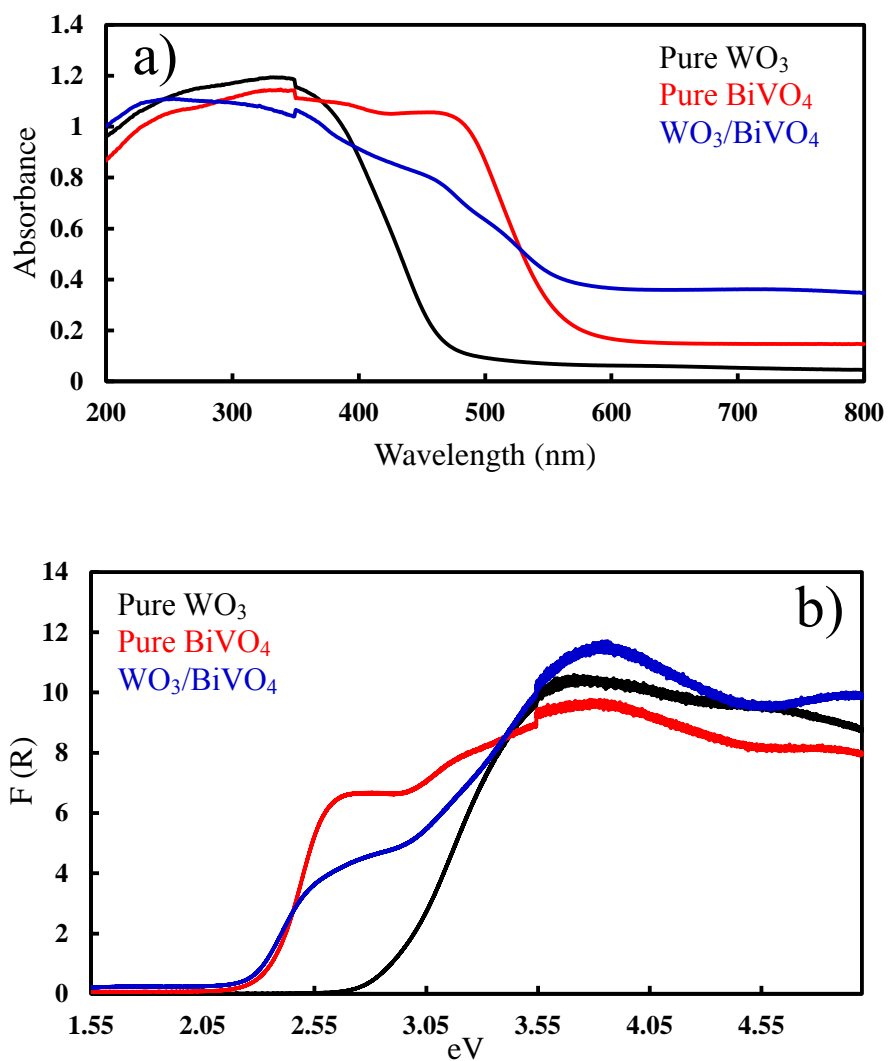 a)
Pure WO₃
Pure BiVO₄
WO₃/BiVO₄
Absorbance
1.4
1.2
1
0.8
0.6
0.4
0.2
0
200 300 400 500 600 700 800
Wavelength (nm)
b)
Pure WO₃
Pure BiVO₄
WO₃/BiVO₄
F (R)
14
12
10
8
6
4
2
0
1.55 2.05 2.55 3.05 3.55 4.05 4.55
eV